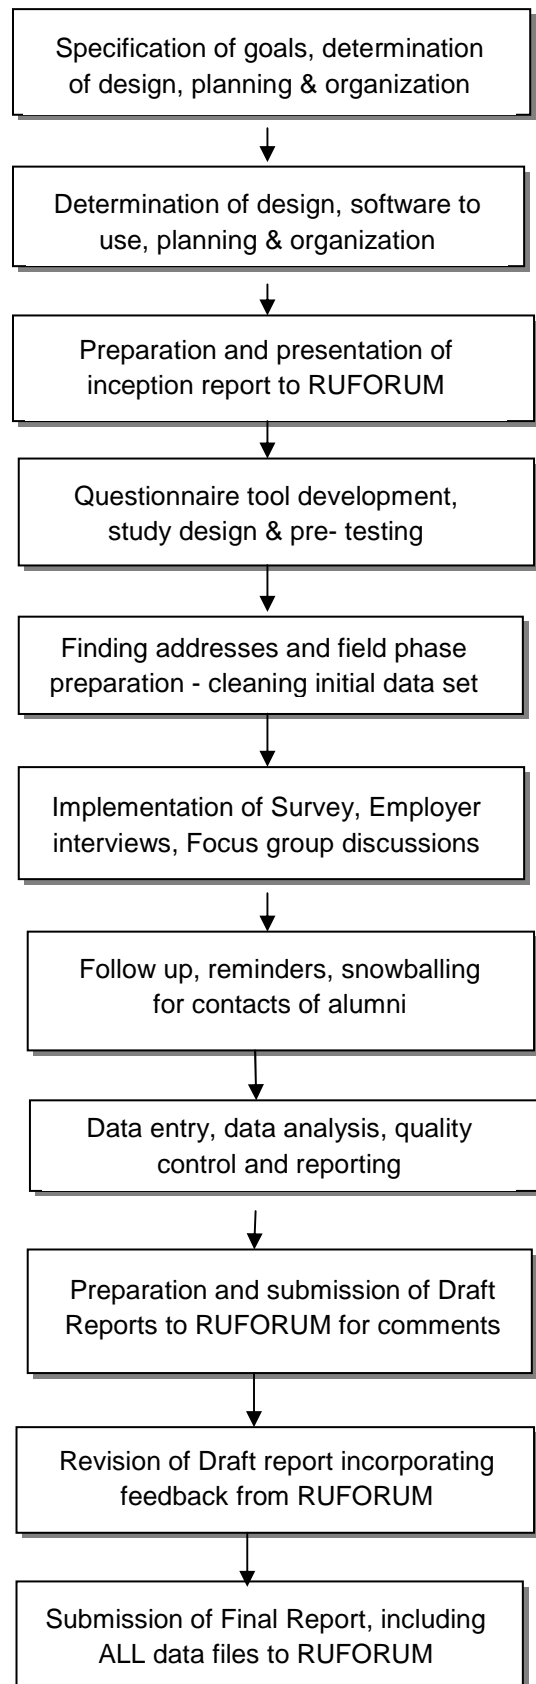 Specification of goals, determination
of design, planning & organization
Determination of design, software to
use, planning & organization
Preparation and presentation of
inception report to RUFORUM
Questionnaire tool development,
study design & pre- testing
Finding addresses and field phase
preparation - cleaning initial data set
Implementation of Survey, Employer
interviews, Focus group discussions
Follow up, reminders, snowballing
for contacts of alumni
Data entry, data analysis, quality
control and reporting
Preparation and submission of Draft
Reports to RUFORUM for comments
Revision of Draft report incorporating
feedback from RUFORUM
Submission of Final Report, including
ALL data files to RUFORUM